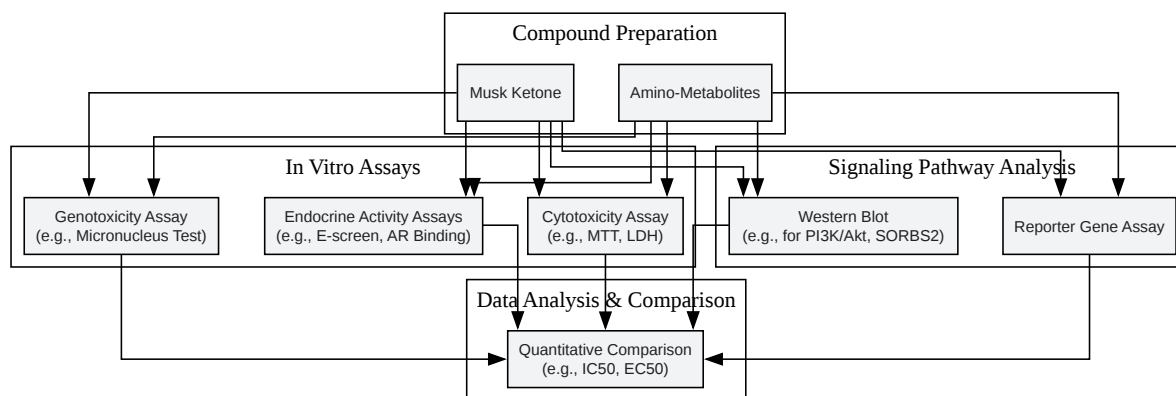 Compound Preparation
Musk Ketone
Amino-Metabolites
In Vitro Assays
Signaling Pathway Analysis
Genotoxicity Assay
(e.g., Micronucleus Test)
Endocrine Activity Assays
(e.g., E-screen, AR Binding)
Cytotoxicity Assay
(e.g., MTT, LDH)
Western Blot
(e.g., for PI3K/Akt, SORBS2)
Reporter Gene Assay
Data Analysis & Comparison
Quantitative Comparison
(e.g., IC50, EC50)